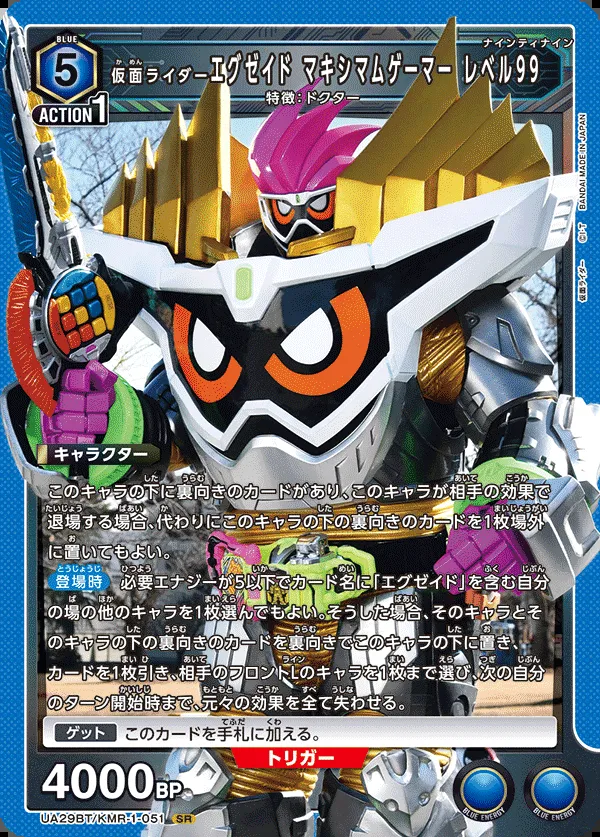 BLUE
5
ACTION1
ナインティナイン
仮面ライダーエグゼイド マキシマムゲーマー レベル99
特徴：ドクター
BANDAI MADE IN JAPAN
仮面ライダー
キャラクター
このキャラの下に裏向きのカードがあり、このキャラが相手の効果で
退場する場合、代わりにこのキャラの下の裏向きのカードを1枚場外
に置いてもよい。
登場時 必要エナジーが5以下でカード名に「エグゼイド」を含む自分
の場の他のキャラを1枚選んでもよい。そうした場合、そのキャラとそ
のキャラの下の裏向きのカードを裏向きでこのキャラの下に置き、
カードを1枚引き、相手のフロントLのキャラを1枚まで選び、次の自分
のターン開始時まで、元々の効果を全て失わせる。
ゲット このカードを手札に加える。
トリガー
4000BP
BLUE ENERGY
BLUE ENERGY
UA29BT/KMR-1-051 SR